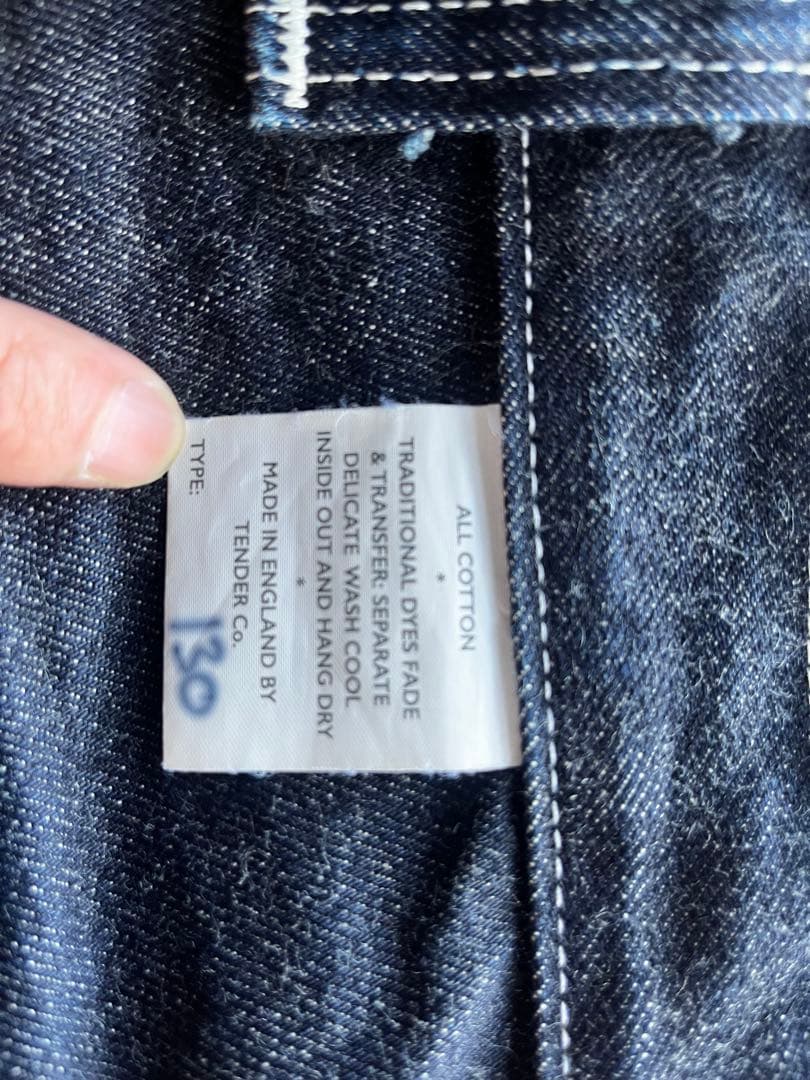 ALL COTTON
*
TRADITIONAL DYES FADE
& TRANSFER: SEPARATE
DELICATE WASH COOL
INSIDE OUT AND HANG DRY
*
MADE IN ENGLAND BY
TENDER Co.
TYPE: 130